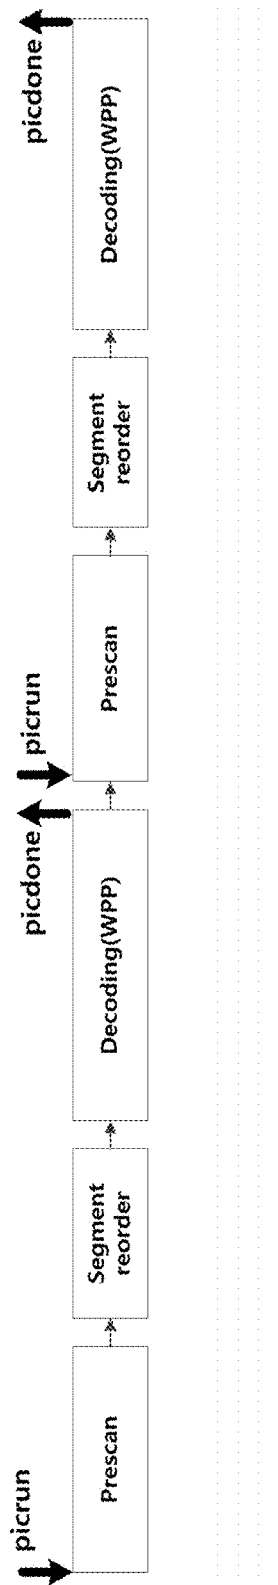 picrun
Prescan
Segment
reorder
Decoding(WPP)
picdone
picrun
Prescan
Segment
reorder
Decoding(WPP)
picdone